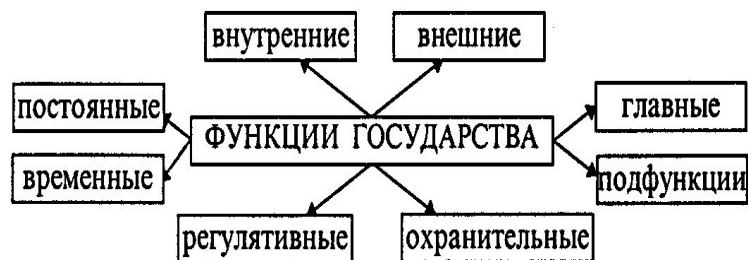 внутренние
внешние
постоянные
главные
ФУНКЦИИ ГОСУДАРСТВА
временные
подфункции
регулятивные
охранительные